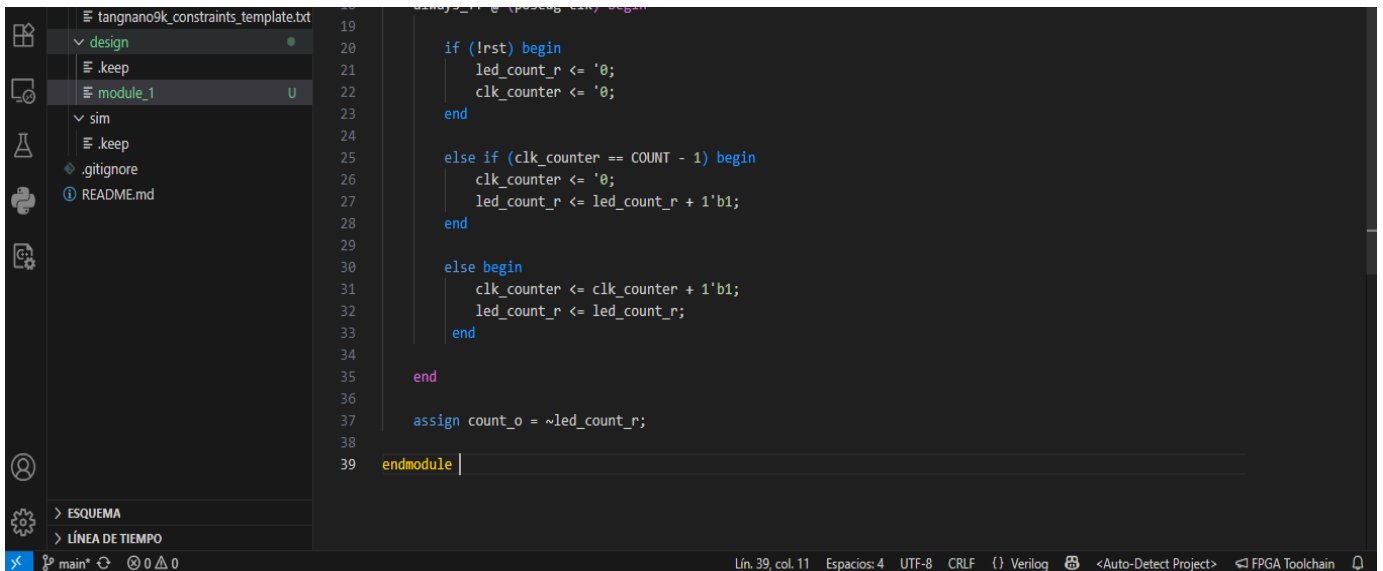 tangnano9k_constraints_template.txt
design
.keep
module_1 U
sim
.keep
.gitignore
README.md
ESQUEMA
LÍNEA DE TIEMPO
19
20 if (!rst) begin
21 led_count_r <= '0;
22 clk_counter <= '0;
23 end
24
25 else if (clk_counter == COUNT - 1) begin
26 clk_counter <= '0;
27 led_count_r <= led_count_r + 1'b1;
28 end
29
30 else begin
31 clk_counter <= clk_counter + 1'b1;
32 led_count_r <= led_count_r;
33 end
34
35 end
36
37 assign count_o = ~led_count_r;
38
39 endmodule
main* 0 0 Lín. 39, col. 11 Espacios: 4 UTF-8 CRLF {} Verilog <Auto-Detect Project> FPGA Toolchain